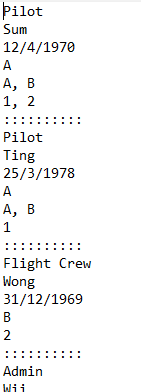 Pilot
Sum
12/4/1970
A
A, B
1, 2
::::::::::
Pilot
Ting
25/3/1978
A
A, B
1
::::::::::
Flight Crew
Wong
31/12/1969
B
2
::::::::::
Admin
Wii